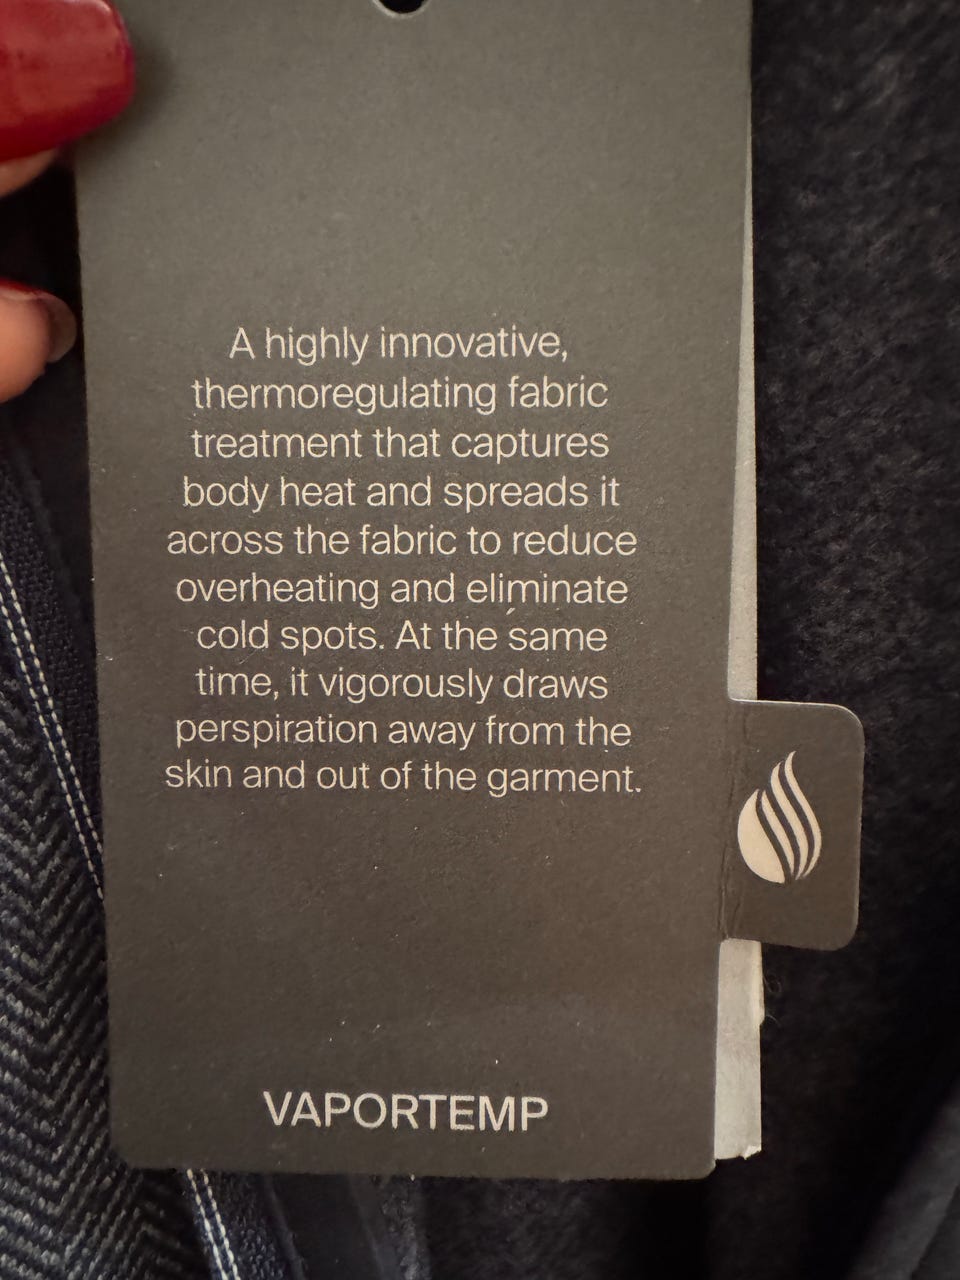 A highly innovative,
thermoregulating fabric
treatment that captures
body heat and spreads it
across the fabric to reduce
overheating and eliminate
cold spots. At the same
time, it vigorously draws
perspiration away from the
skin and out of the garment.
VAPORTEMP